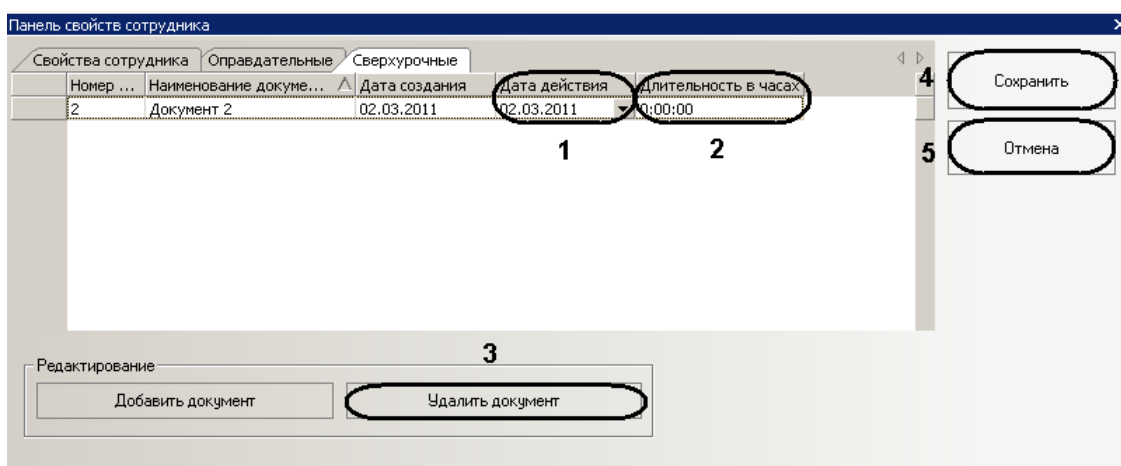 Панель свойств сотрудника
Свойства сотрудника Оправдательные Сверхурочные
4 Сохранить
Номер ... Наименование докуме... Дата создания Дата действия Длительность в часах
2 Документ 2 02.03.2011 02.03.2011 0:00:00
1 2 5 Отмена
3
Редактирование
Добавить документ Удалить документ